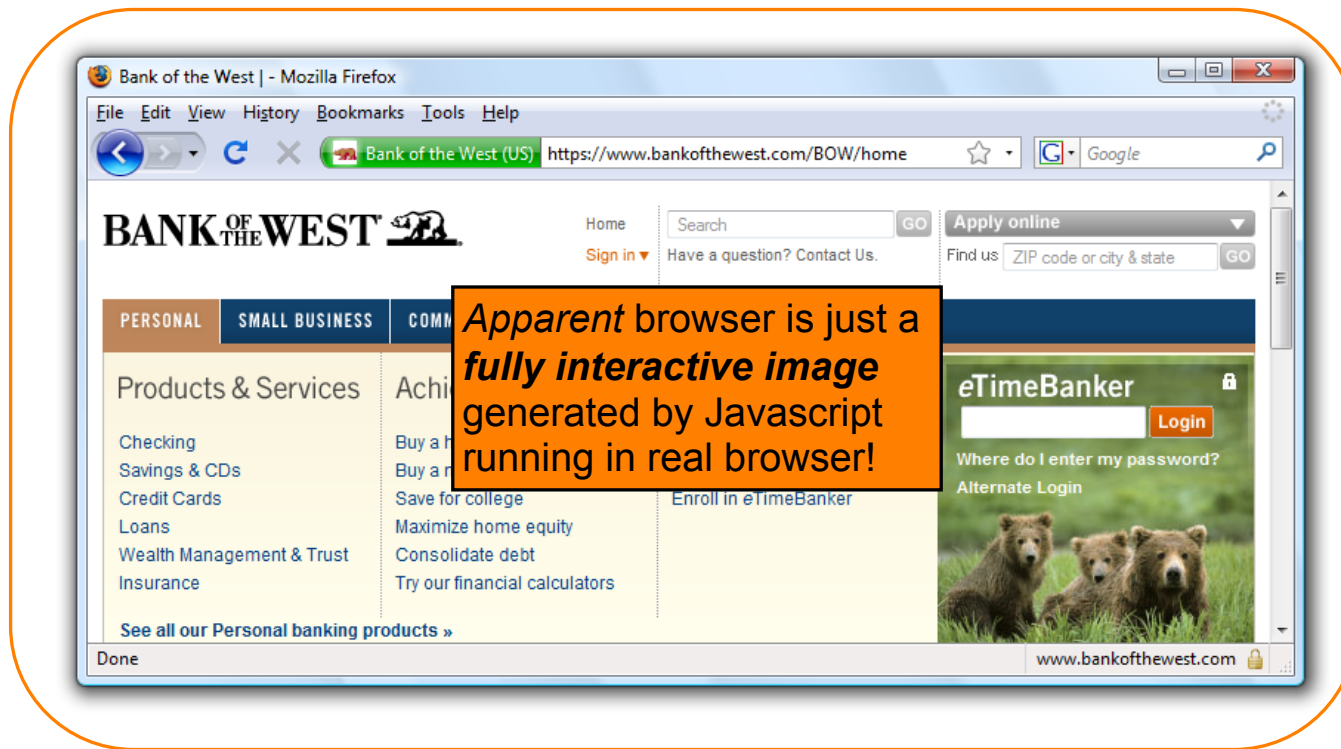 Bank of the West | - Mozilla Firefox
File Edit View History Bookmarks Tools Help
Bank of the West (US) https://www.bankofthewest.com/BOW/home G Google
BANK OF THE WEST
Home Search GO Apply online
Sign in Have a question? Contact Us. Find us ZIP code or city & state GO
PERSONAL SMALL BUSINESS
Apparent browser is just a
fully interactive image
generated by Javascript
running in real browser!
Products & Services
Checking
Savings & CDs
Credit Cards
Loans
Wealth Management & Trust
Insurance
See all our Personal banking products »
Buy a
Buy a
Save for college
Maximize home equity
Consolidate debt
Try our financial calculators
Enroll in eTimeBanker
eTimeBanker
Login
Where do I enter my password?
Alternate Login
Done www.bankofthewest.com